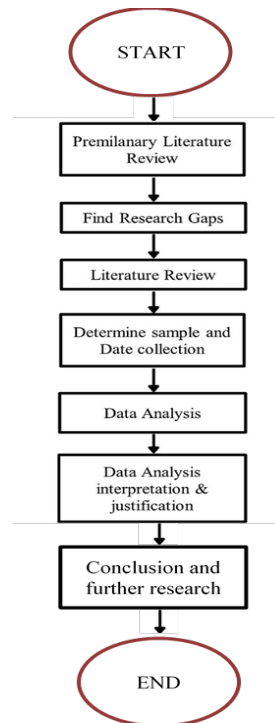 START
Premilanary Literature
Review
Find Research Gaps
Literature Review
Determine sample and
Date collection
Data Analysis
Data Analysis
interpretation &
justification
Conclusion and
further research
END